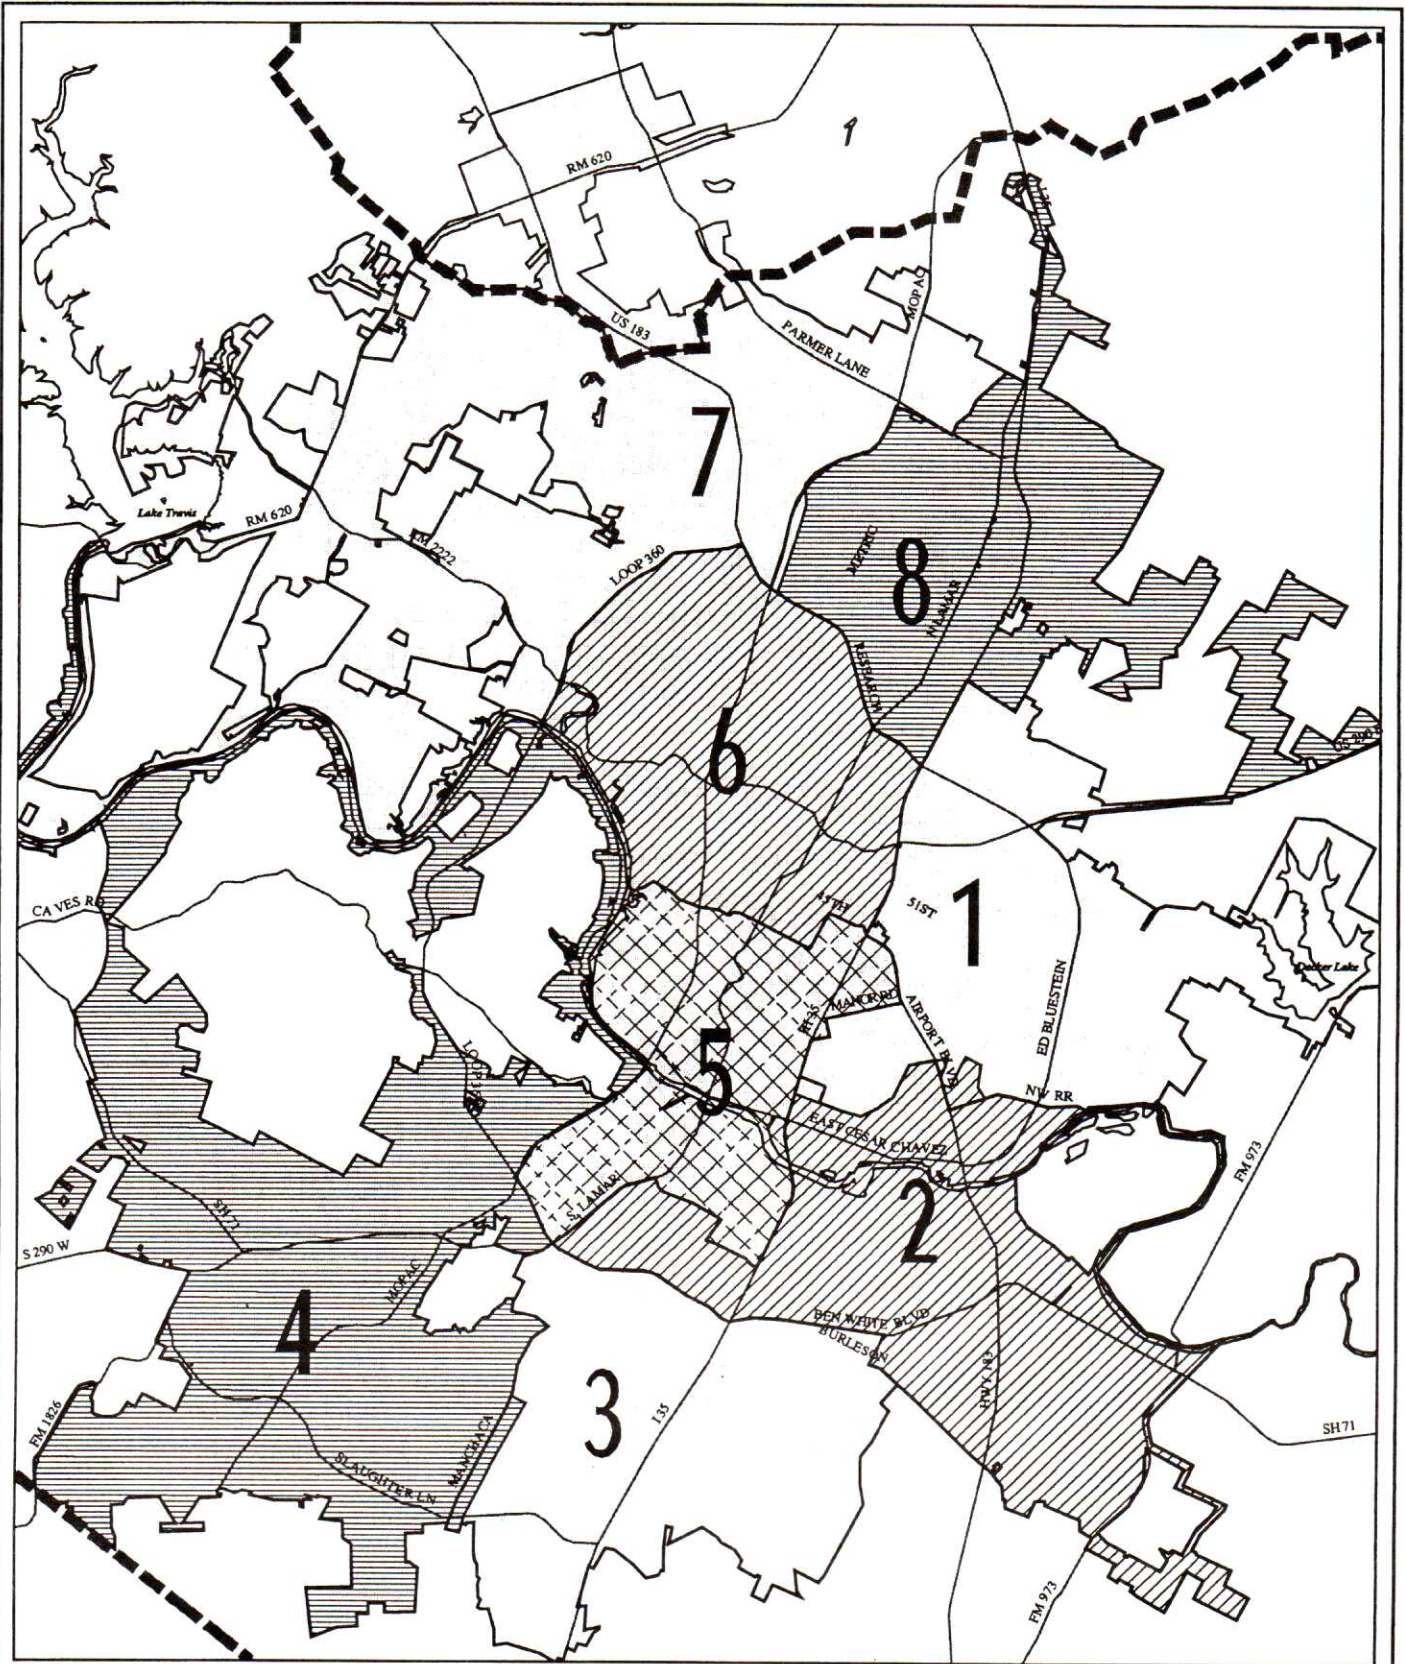 RM 620
I 35
US 183
MOPAC
PARMER LANE
7
Lake Travis
RM 620
RM 2222
LOOP 360
METRIC
8
N LAMAR
RESEARCH
US 290 E
6
CAVES RD
45TH
51ST
1
Decker Lake
MANOR RD
IH 35
AIRPORT BLVD
ED BLUESTEIN
5
LOOP 360
NW RR
EAST CESAR CHAVEZ
FM 973
S. LAMAR
2
SH 71
S 290 W
MOPAC
4
BEN WHITE BLVD
BURLESON
HWY 183
3
I 35
FM 1826
MANCHACA
SLAUGHTER LN
SH 71
FM 973